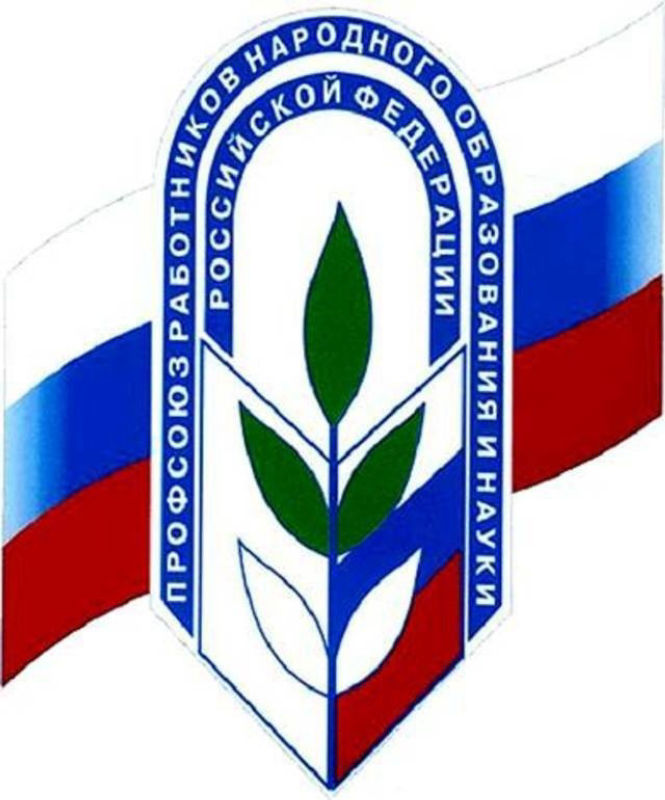 ПРОФСОЮЗ РАБОТНИКОВ НАРОДНОГО ОБРАЗОВАНИЯ И НАУКИ
РОССИЙСКОЙ ФЕДЕРАЦИИ